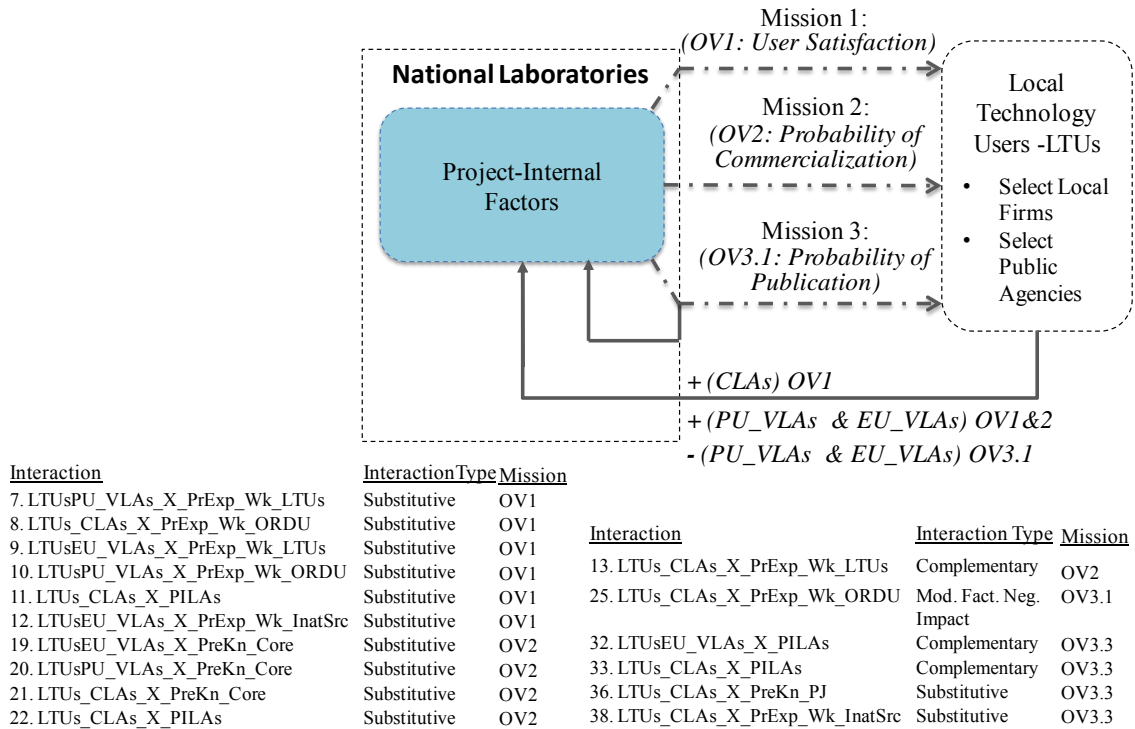 Mission 1:
(OV1: User Satisfaction)
National Laboratories
Project-Internal
Factors
Mission 2:
(OV2: Probability of
Commercialization)
Mission 3:
(OV3.1: Probability of
Publication)
Local
Technology
Users -LTUs
• Select Local
Firms
• Select
Public
Agencies
+ (CLAs) OV1
+ (PU_VLAs & EU_VLAs) OV1&2
- (PU_VLAs & EU_VLAs) OV3.1
Interaction Interaction Type Mission
7. LTUsPU_VLAs_X_PrExp_Wk_LTUs Substitutive OV1
8. LTUs_CLAs_X_PrExp_Wk_ORDU Substitutive OV1
9. LTUsEU_VLAs_X_PrExp_Wk_LTUs Substitutive OV1
10. LTUsPU_VLAs_X_PrExp_Wk_ORDU Substitutive OV1
11. LTUs_CLAs_X_PILAs Substitutive OV1
12. LTUsEU_VLAs_X_PrExp_Wk_InatSrc Substitutive OV1
19. LTUsEU_VLAs_X_PreKn_Core Substitutive OV2
20. LTUsPU_VLAs_X_PreKn_Core Substitutive OV2
21. LTUs_CLAs_X_PreKn_Core Substitutive OV2
22. LTUs_CLAs_X_PILAs Substitutive OV2
Interaction Interaction Type Mission
13. LTUs_CLAs_X_PrExp_Wk_LTUs Complementary OV2
25. LTUs_CLAs_X_PrExp_Wk_ORDU Mod. Fact. Neg. OV3.1
Impact
32. LTUsEU_VLAs_X_PILAs Complementary OV3.3
33. LTUs_CLAs_X_PILAs Complementary OV3.3
36. LTUs_CLAs_X_PreKn_PJ Substitutive OV3.3
38. LTUs_CLAs_X_PrExp_Wk_InatSrc Substitutive OV3.3